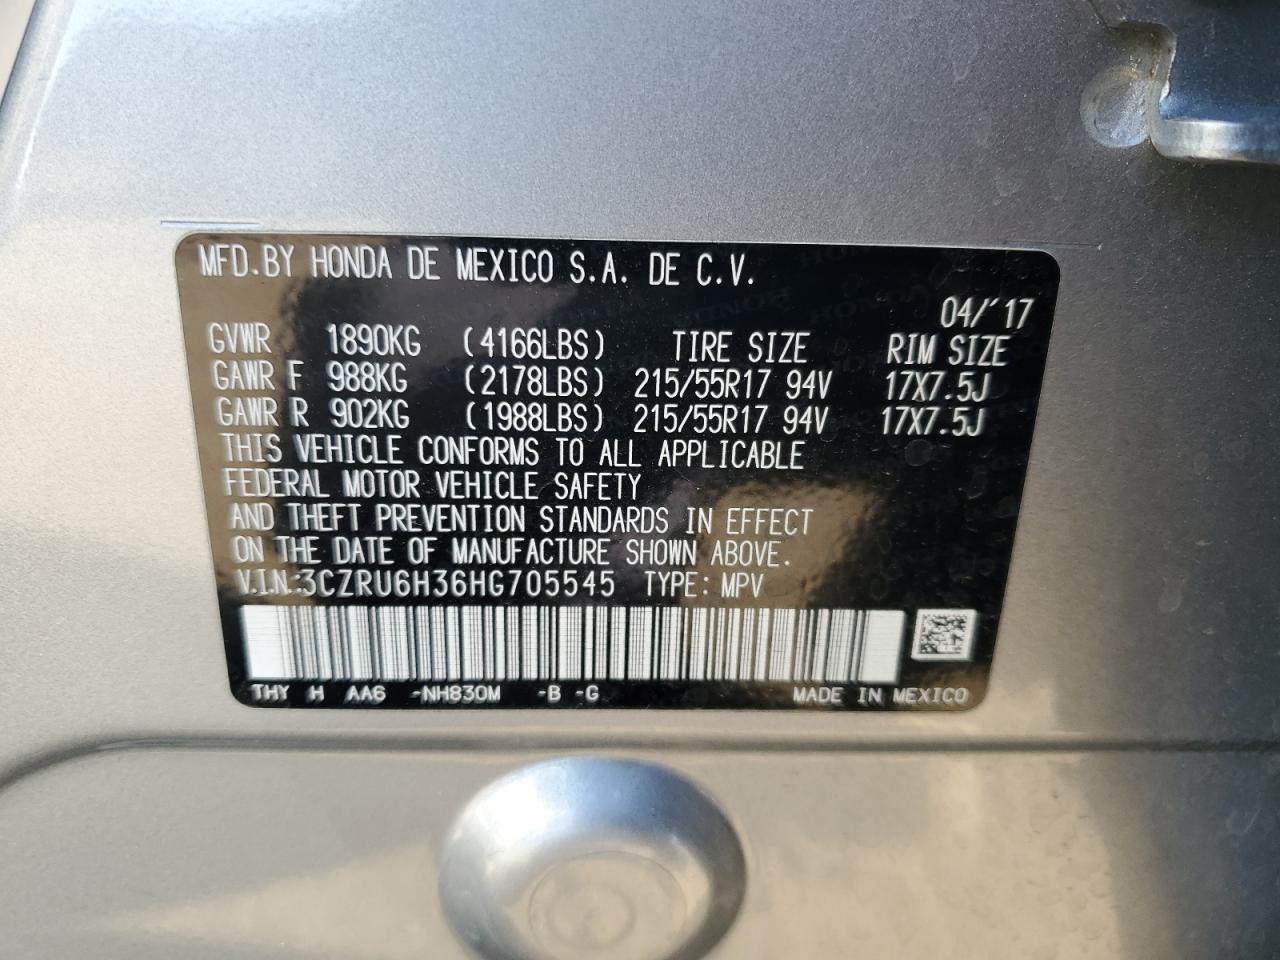 MFD.BY HONDA DE MEXICO S.A. DE C.V.
04/'17
GVWR 1890KG (4166LBS) TIRE SIZE RIM SIZE
GAWR F 988KG (2178LBS) 215/55R17 94V 17X7.5J
GAWR R 902KG (1988LBS) 215/55R17 94V 17X7.5J
THIS VEHICLE CONFORMS TO ALL APPLICABLE
FEDERAL MOTOR VEHICLE SAFETY
AND THEFT PREVENTION STANDARDS IN EFFECT
ON THE DATE OF MANUFACTURE SHOWN ABOVE.
V.I.N:3CZRU6H36HG705545 TYPE: MPV
THY H AA6 -NH830M -B -G MADE IN MEXICO